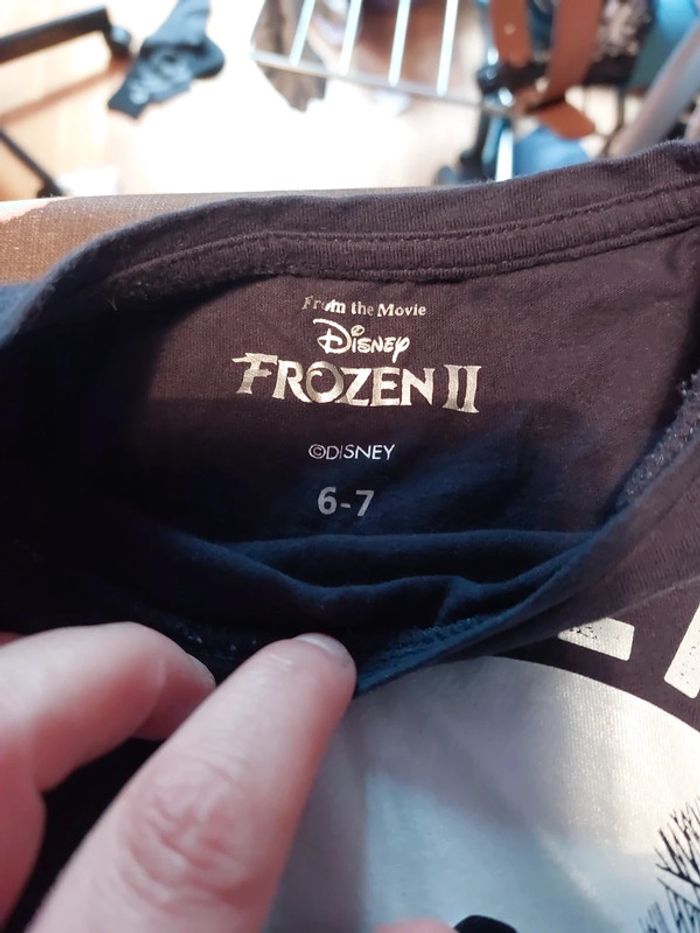 From the Movie
Disney
FROZEN II
©DISNEY
6-7